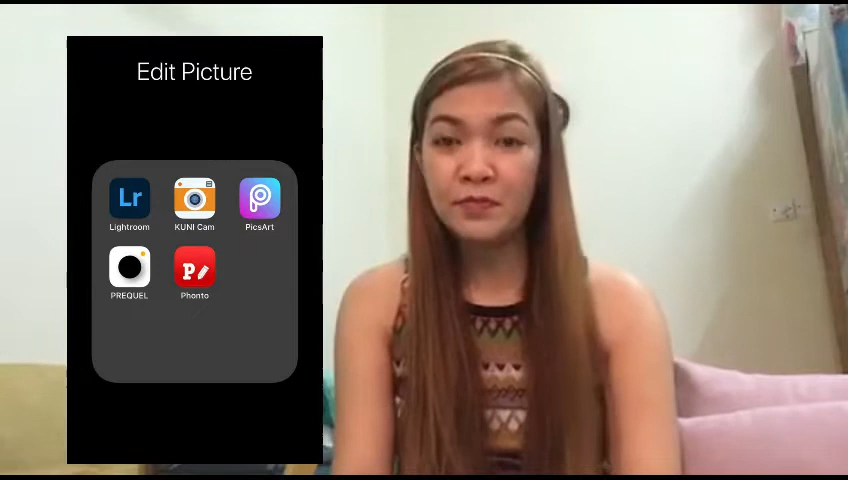 Edit Picture
Lr
Lightroom
KUNI Cam
PicsArt
PREQUEL
P
Phonto